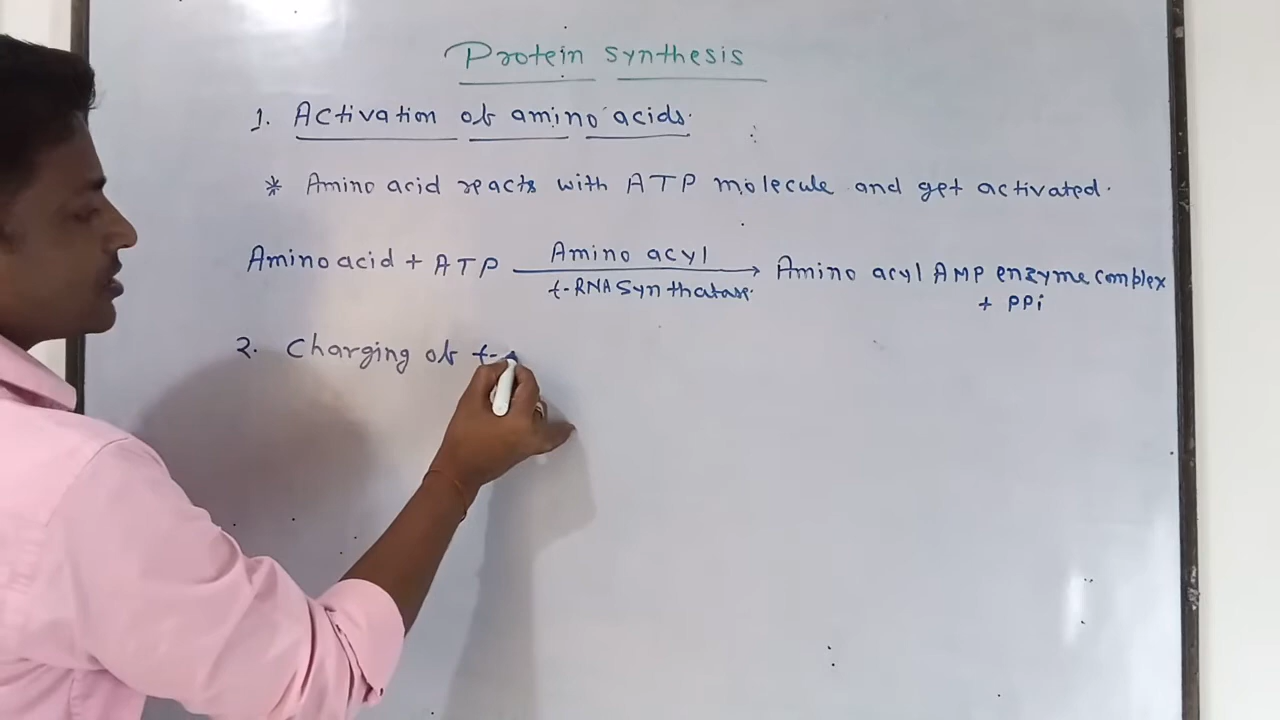 Protein synthesis
1. Activation of amino acids.
* Amino acid reacts with ATP molecule and get activated.
Amino acid + ATP Amino acyl t-RNA Synthatase. → Amino acyl AMP enzyme complex
+ PPi
2. Charging of t-